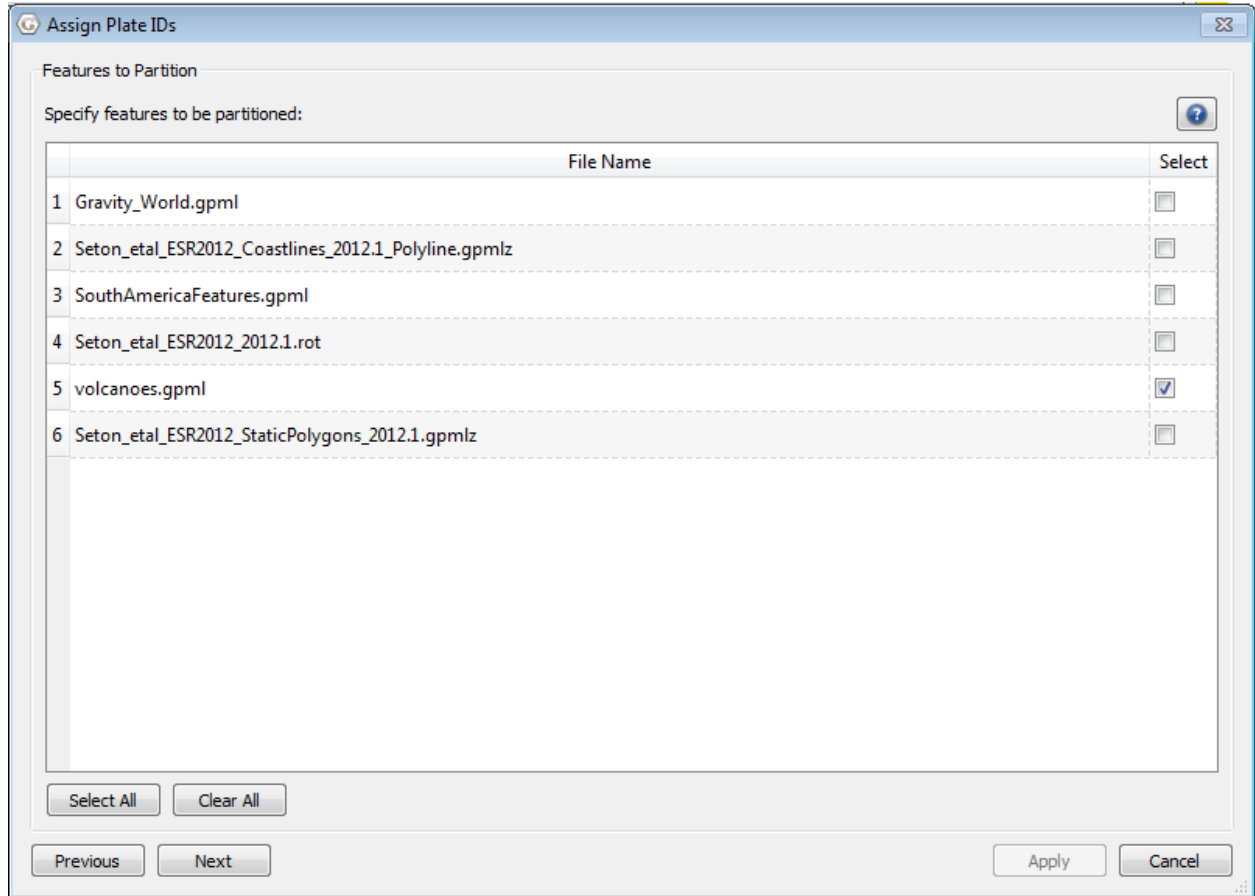 Assign Plate IDs
Features to Partition
Specify features to be partitioned:
File Name Select
1 Gravity_World.gpml
2 Seton_etal_ESR2012_Coastlines_2012.1_Polyline.gpmlz
3 SouthAmericaFeatures.gpml
4 Seton_etal_ESR2012_2012.1.rot
5 volcanoes.gpml
6 Seton_etal_ESR2012_StaticPolygons_2012.1.gpmlz
Select All Clear All
Previous Next Apply Cancel